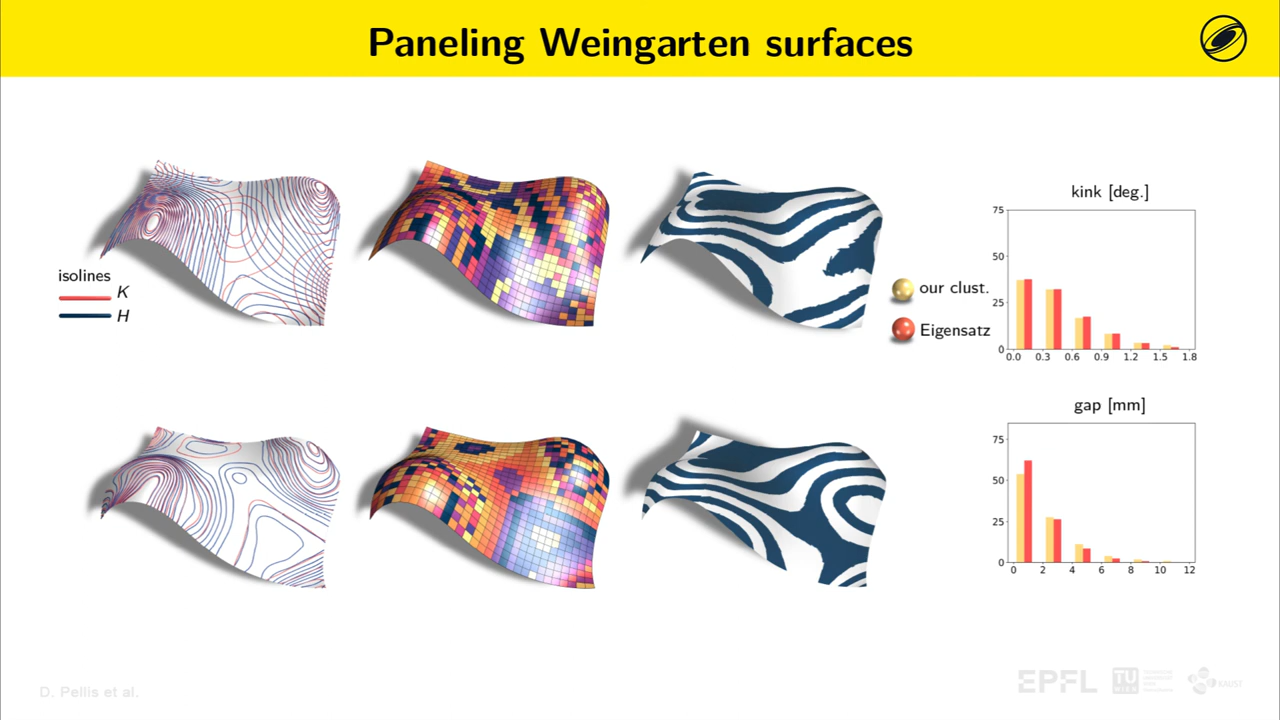 Paneling Weingarten surfaces
isolines
K
H
our clust.
Eigensatz
kink [deg.]
75
50
25
0
0.0 0.3 0.6 0.9 1.2 1.5 1.8
gap [mm]
75
50
25
0
0 2 4 6 8 10 12
D. Pellis et al.
EPFL
TU
WIEN
KAUST